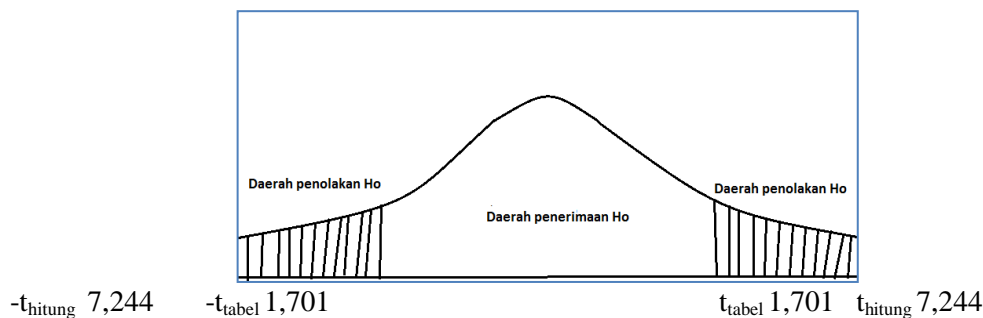 Daerah penolakan Ho Daerah penolakan Ho
Daerah penerimaan Ho
-thitung 7,244 -ttabel 1,701 ttabel 1,701 thitung 7,244